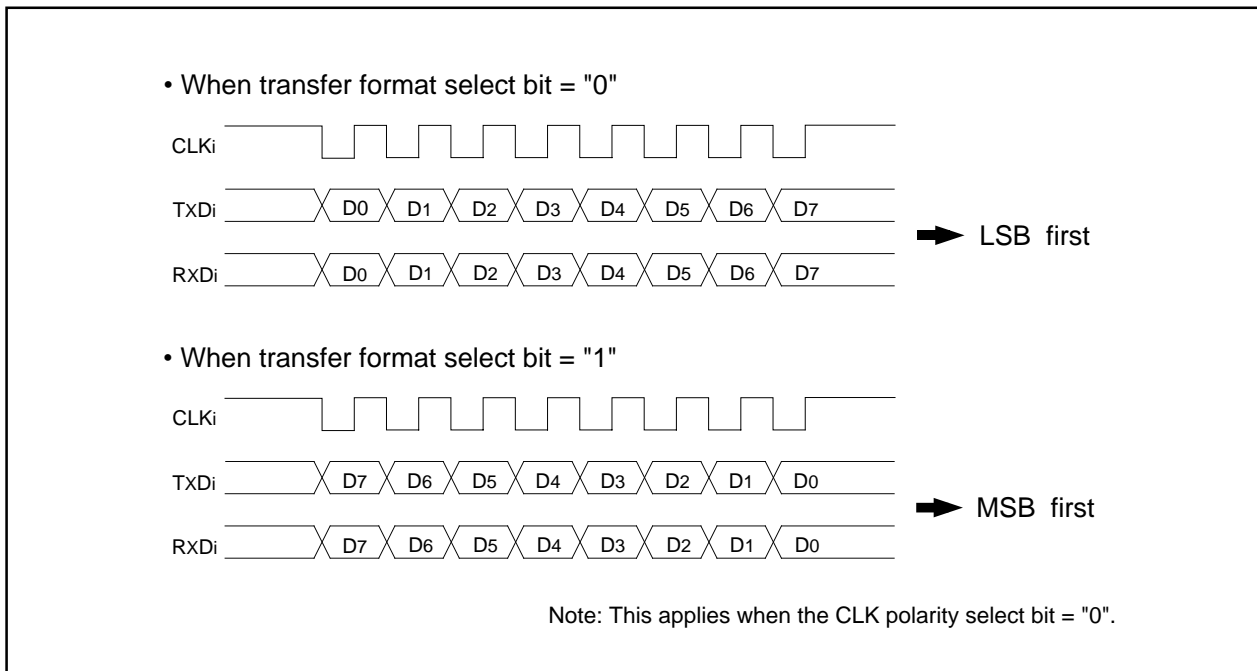 • When transfer format select bit = "0"
CLKi
TXDi D0 D1 D2 D3 D4 D5 D6 D7
RXDi D0 D1 D2 D3 D4 D5 D6 D7
LSB first
• When transfer format select bit = "1"
CLKi
TXDi D7 D6 D5 D4 D3 D2 D1 D0
RXDi D7 D6 D5 D4 D3 D2 D1 D0
MSB first
Note: This applies when the CLK polarity select bit = "0".